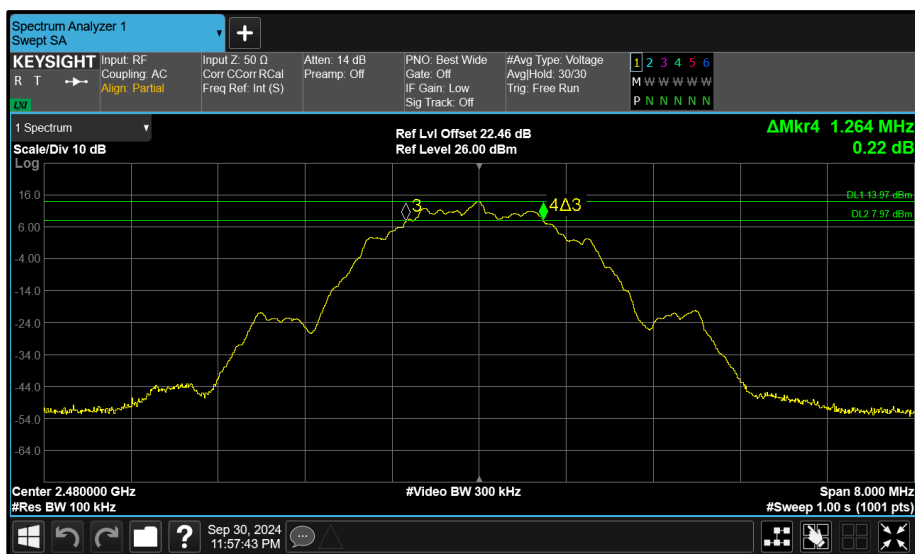 Spectrum Analyzer 1
Swept SA
+
KEYSIGHT
R T
LXI
Input: RF
Coupling: AC
Align: Partial
Input Z: 50 Ω
Corr CCorr RCal
Freq Ref: Int (S)
Atten: 14 dB
Preamp: Off
PNO: Best Wide
Gate: Off
IF Gain: Low
Sig Track: Off
#Avg Type: Voltage
Avg|Hold: 30/30
Trig: Free Run
1 2 3 4 5 6
M W W W W W
P N N N N N
1 Spectrum
Scale/Div 10 dB
Log
Ref Lvl Offset 22.46 dB
Ref Level 26.00 dBm
ΔMkr4 1.264 MHz
0.22 dB
16.0
6.00
-4.00
-14.0
-24.0
-34.0
-44.0
-54.0
-64.0
3
4Δ3
DL1 13.97 dBm
DL2 7.97 dBm
Center 2.480000 GHz
#Res BW 100 kHz
#Video BW 300 kHz
Span 8.000 MHz
#Sweep 1.00 s (1001 pts)
?
Sep 30, 2024
11:57:43 PM